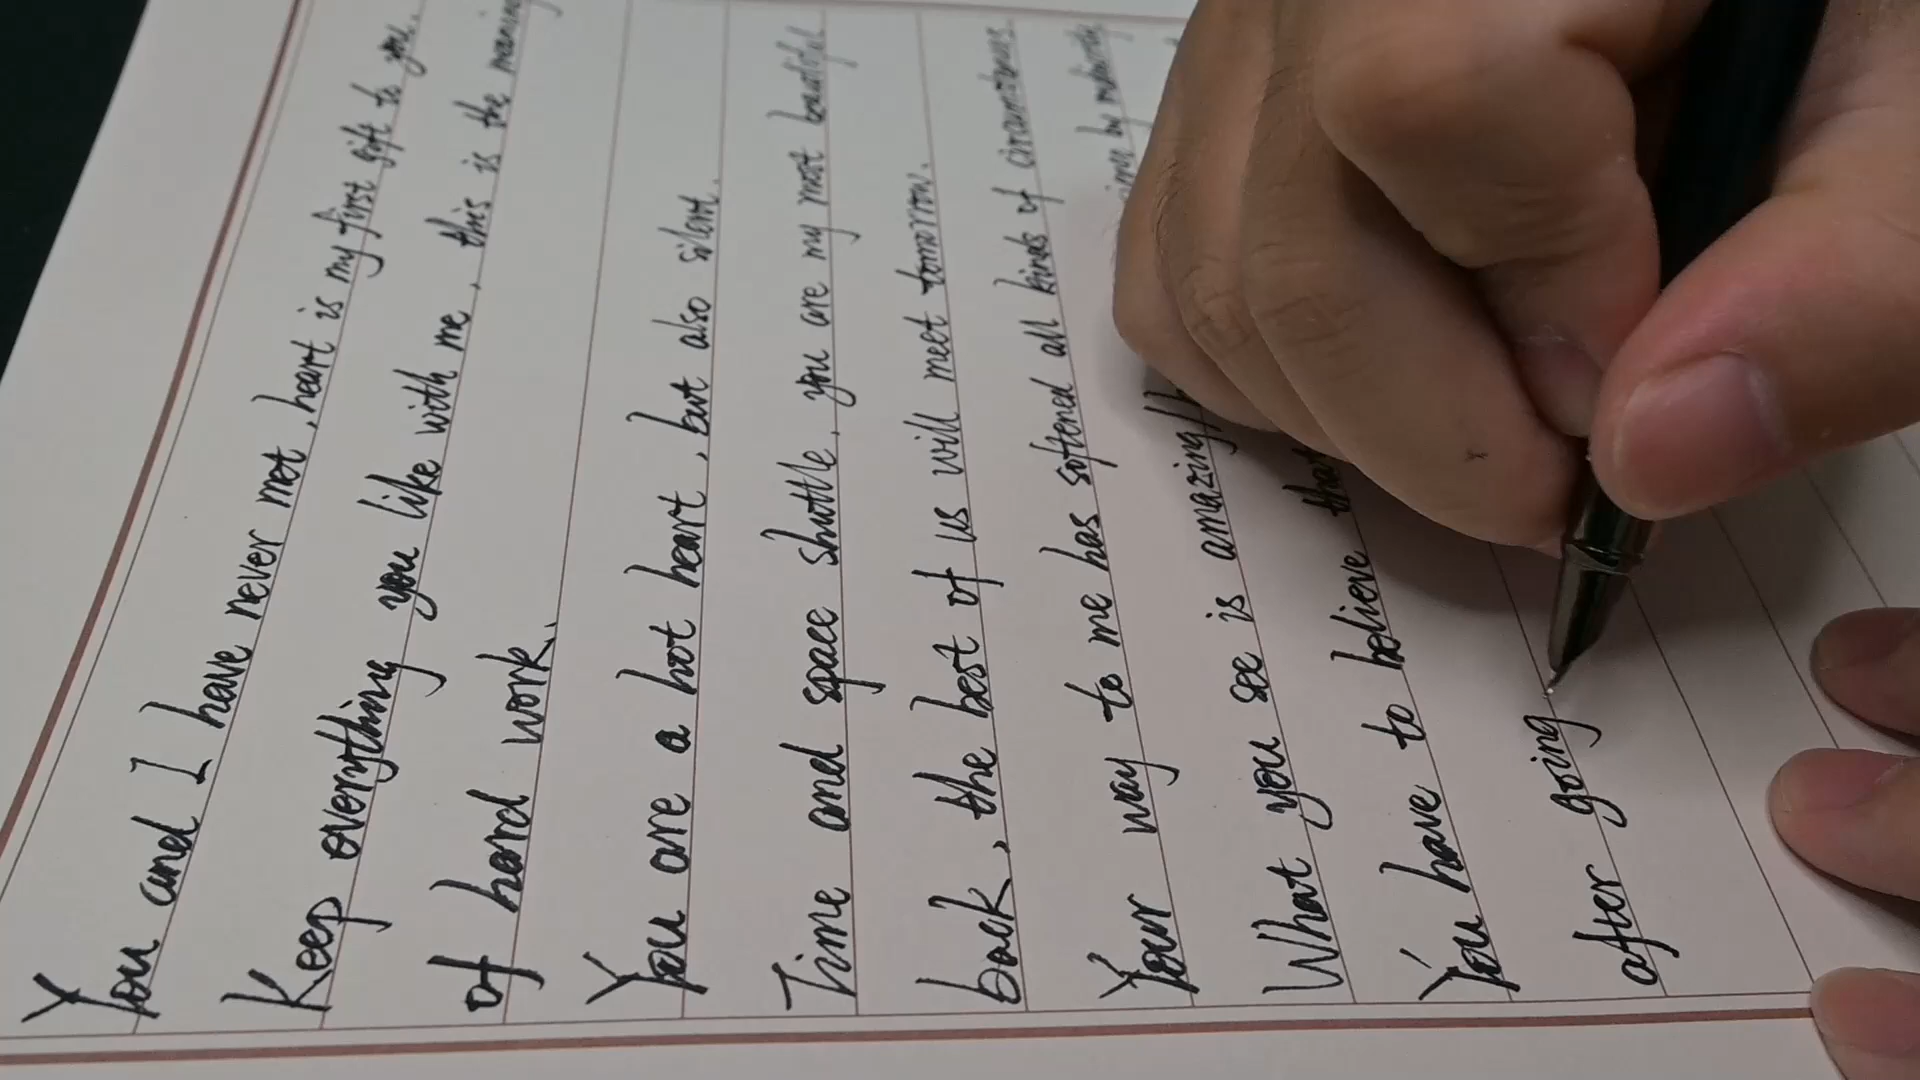 You and I have never met, heart is my first gift to you.
Keep everything you like with me, this is the meaning
of hard work.
You are a hot heart, but also silent.
Time and space shuttle, you are my most beautiful
back, the best of us will meet tomorrow.
Your way to me has softened all kinds of circumstances.
What you see is amazing by maturity
You have to believe that
after going